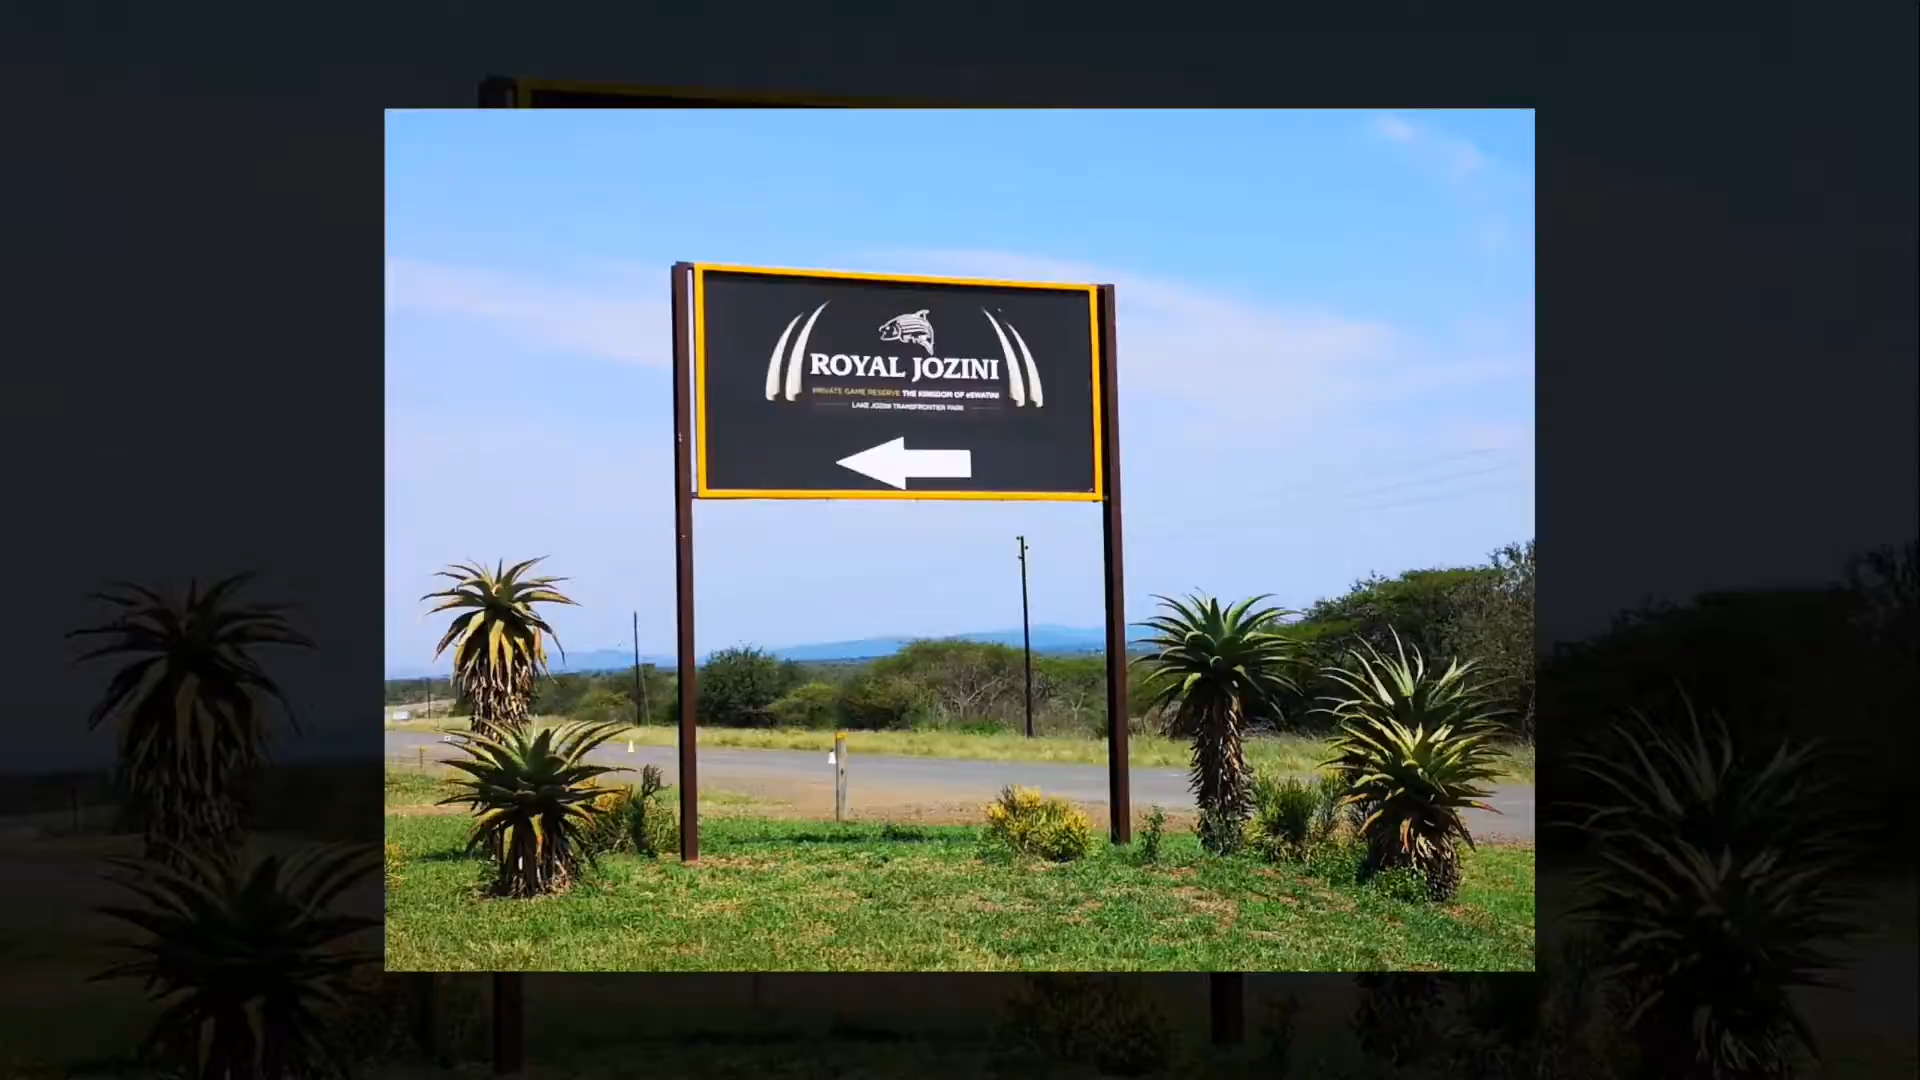 ROYAL JOZINI
PRIVATE GAME RESERVE THE KINGDOM OF eSWATINI
LAKE JOZINI TRANSFRONTIER PARK